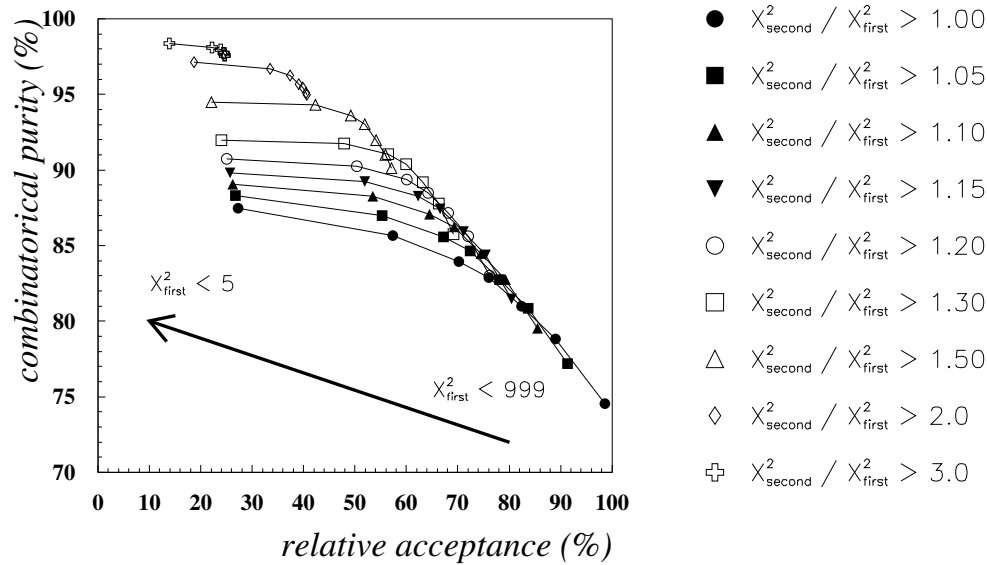 combinatorical purity (%)
100
95
90
85
80
75
70
0 10 20 30 40 50 60 70 80 90 100
relative acceptance (%)
X²first < 5
X²first < 999
X²second / X²first > 1.00
X²second / X²first > 1.05
X²second / X²first > 1.10
X²second / X²first > 1.15
X²second / X²first > 1.20
X²second / X²first > 1.30
X²second / X²first > 1.50
X²second / X²first > 2.0
X²second / X²first > 3.0